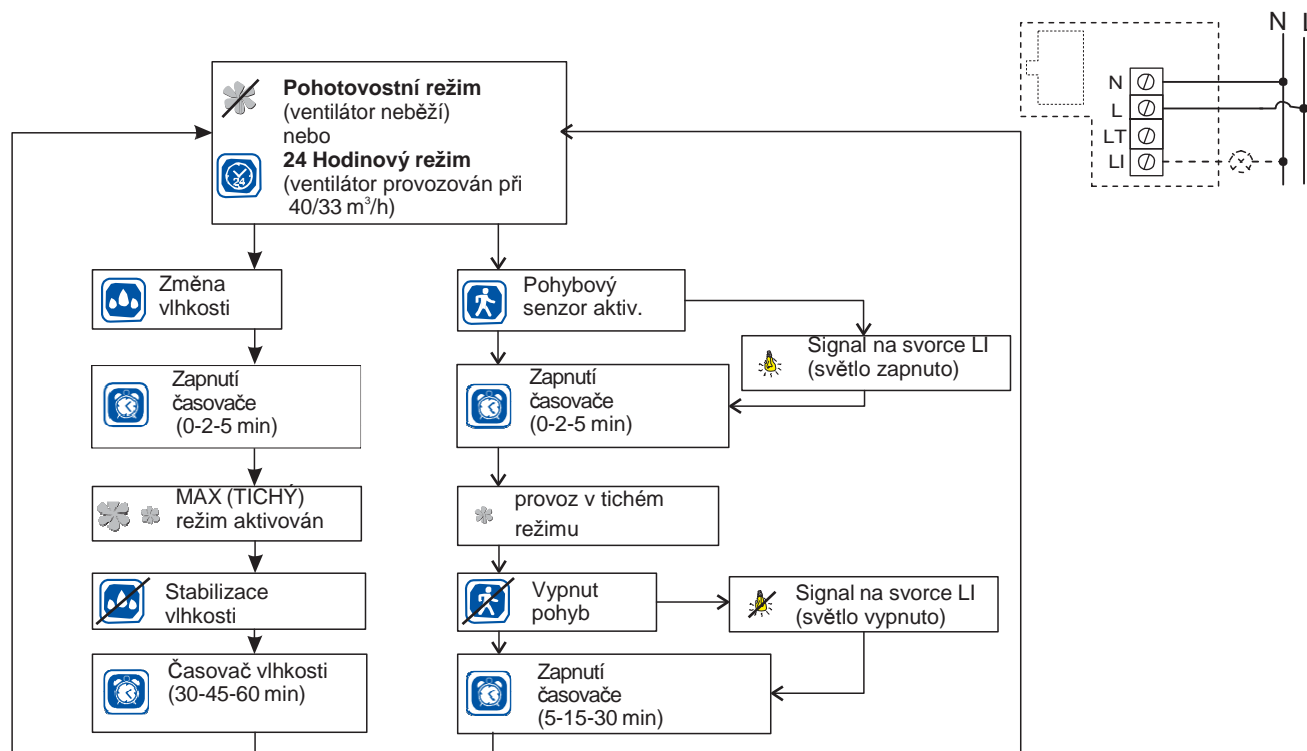 Pohotovostní režim
(ventilátor neběží)
nebo
24 Hodinový režim
(ventilátor provozován při
40/33 m³/h)
24
Změna
vlhkosti
Zapnutí
časovače
(0-2-5 min)
MAX (TICHÝ)
režim aktivován
Stabilizace
vlhkosti
Časovač vlhkosti
(30-45-60 min)
Pohybový
senzor aktiv.
Signal na svorce LI
(světlo zapnuto)
Zapnutí
časovače
(0-2-5 min)
provoz v tichém
režimu
Vypnut
pohyb
Signal na svorce LI
(světlo vypnuto)
Zapnutí
časovače
(5-15-30 min)
N L
N
L
LT
LI